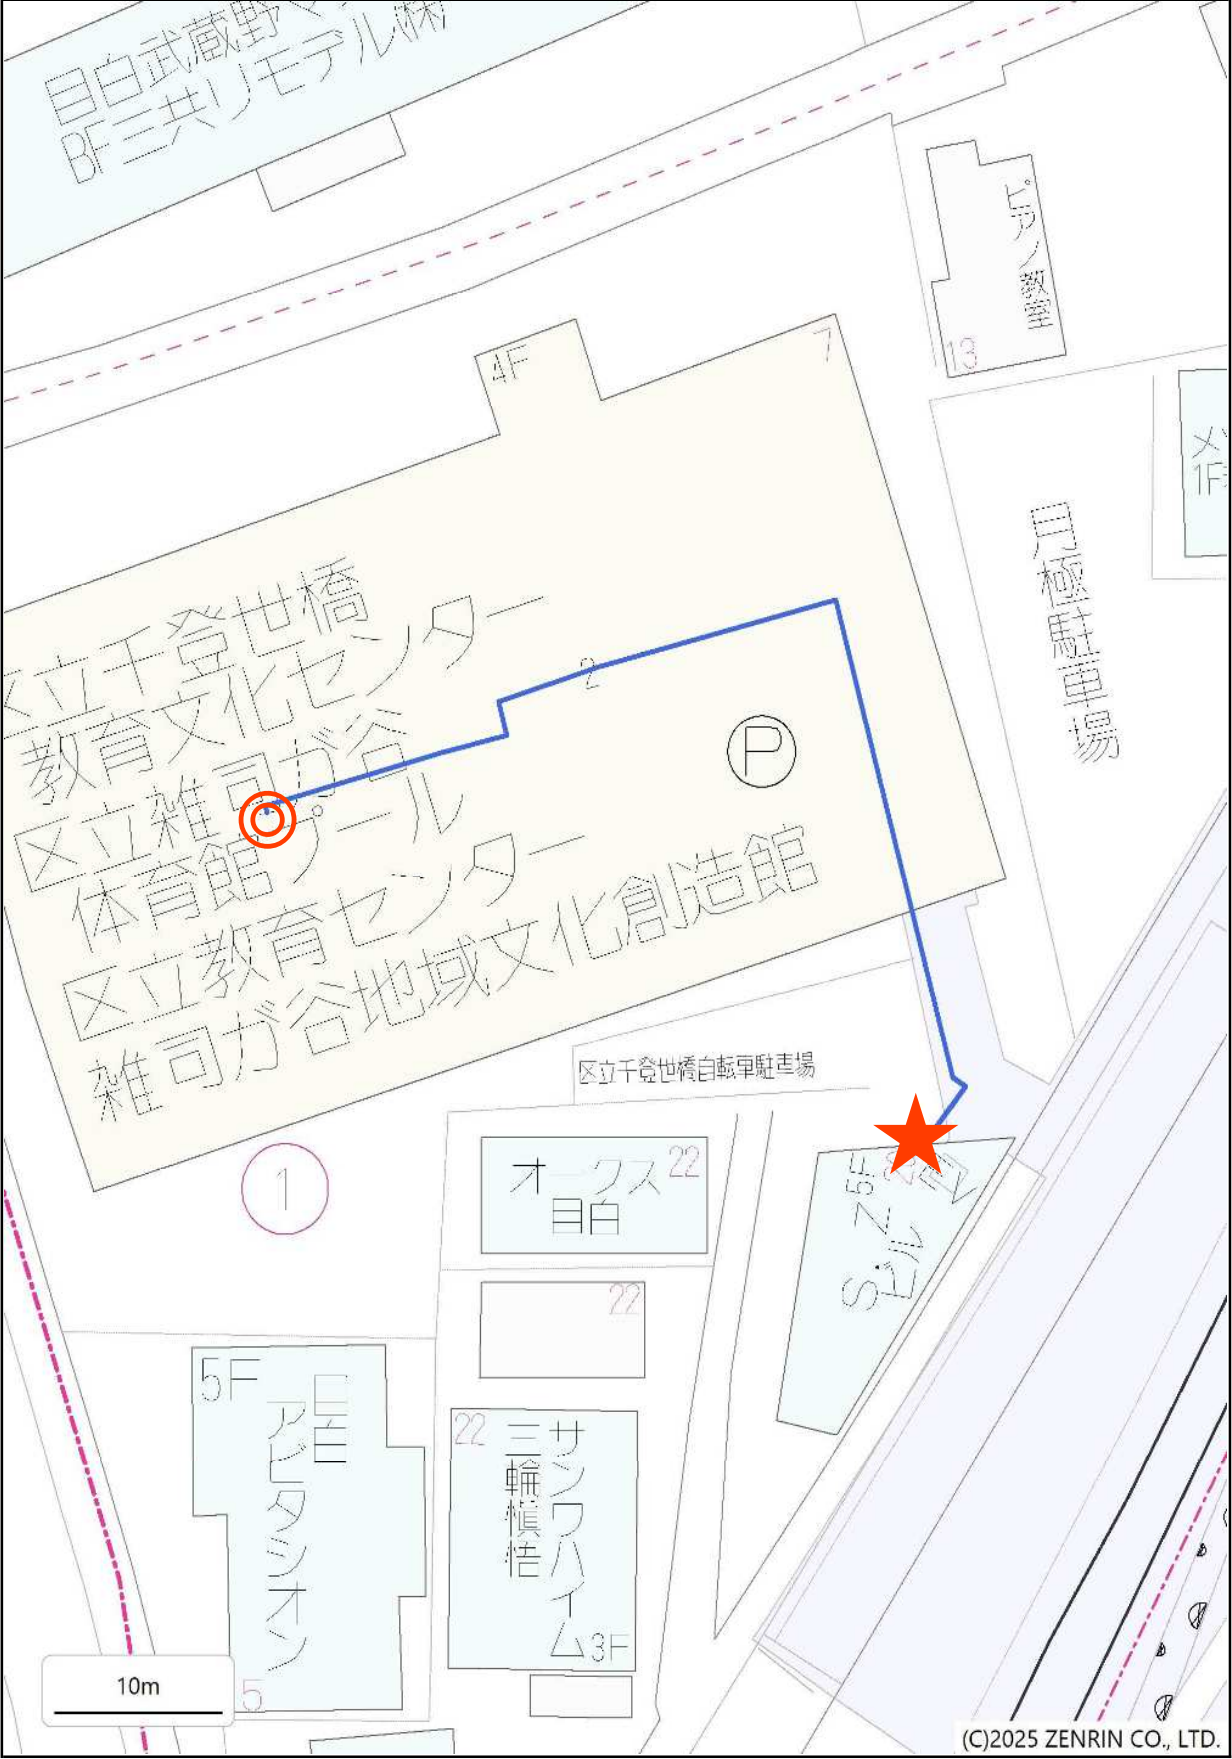 目白武蔵野マ
BF三共リモデル㈱
ピアノ教室
13
4F
7
メ
1F
月極駐車場
区立千登世橋
教育文化センター
2
P
区立雑司ガ谷
体育館プール
区立教育センター
雑司ガ谷地域文化創造館
区立千登世橋自転車駐車場
1
オークス
目白
22
5F
S・Z
ビル
22
5F
目白
アビタシオン
5
22
サンワハイム
三輪慎悟
3F
10m
(C)2025 ZENRIN CO., LTD.